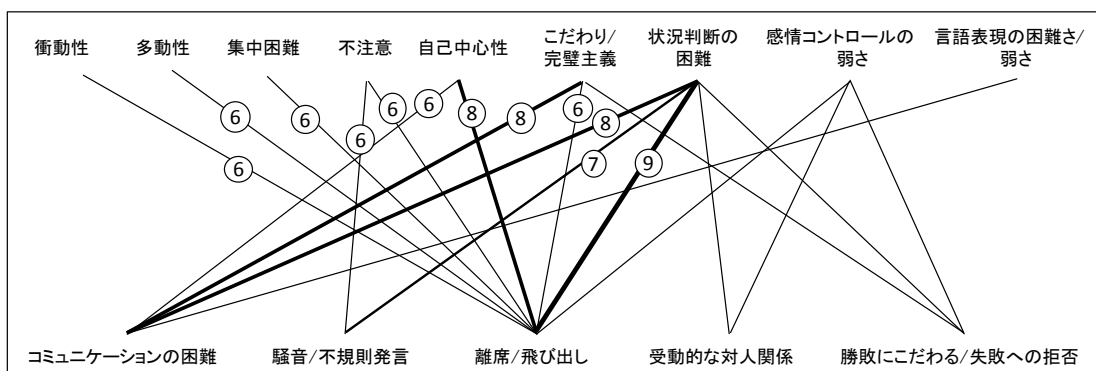 衝動性
多動性
集中困難
不注意
自己中心性
こだわり/
完璧主義
状況判断の
困難
感情コントロールの
弱さ
言語表現の困難さ/
弱さ
6
6
6
6
6
6
8
8
6
8
7
9
コミュニケーションの困難
騒音/不規則発言
離席/飛び出し
受動的な対人関係
勝敗にこだわる/失敗への拒否